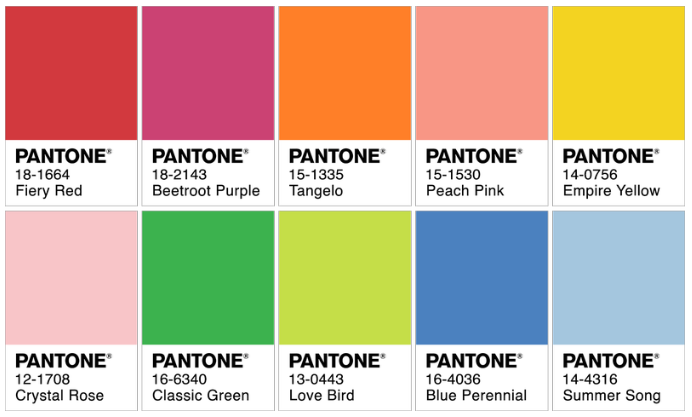 PANTONE®
18-1664
Fiery Red
PANTONE®
18-2143
Beetroot Purple
PANTONE®
15-1335
Tangelo
PANTONE®
15-1530
Peach Pink
PANTONE®
14-0756
Empire Yellow
PANTONE®
12-1708
Crystal Rose
PANTONE®
16-6340
Classic Green
PANTONE®
13-0443
Love Bird
PANTONE®
16-4036
Blue Perennial
PANTONE®
14-4316
Summer Song